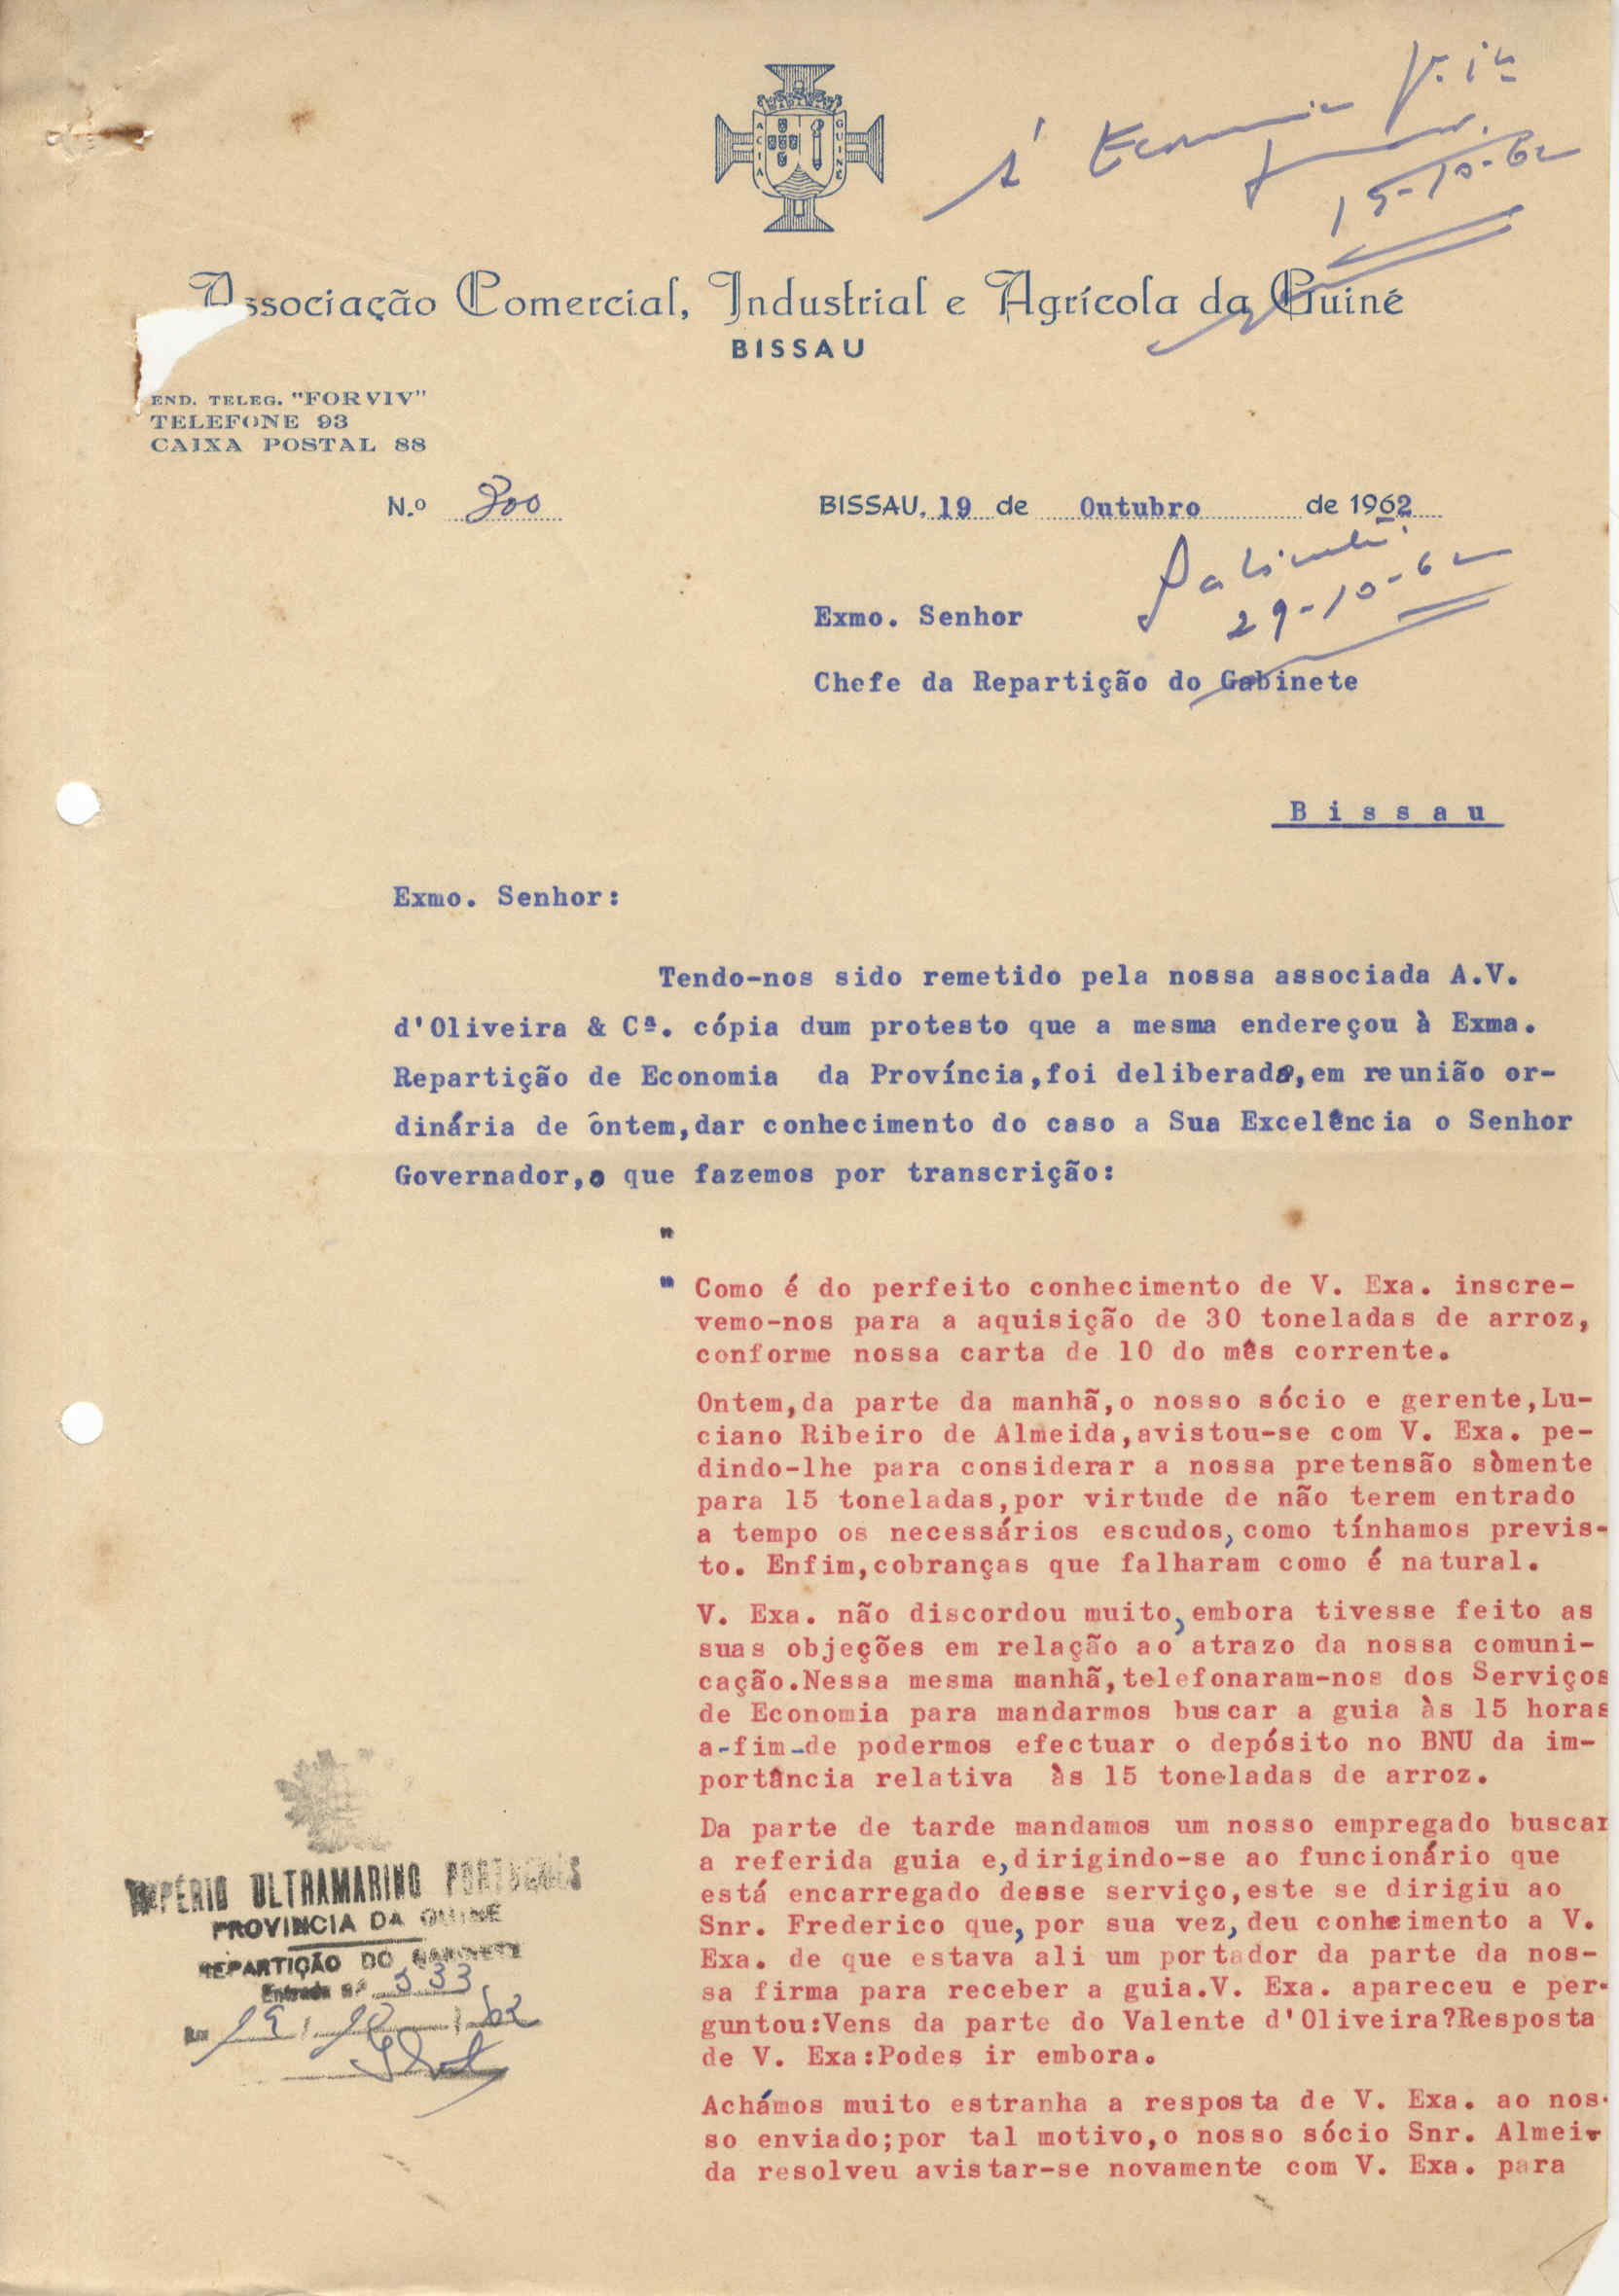 ACIA GUINÉ
À Economia
15-10-62
Associação Comercial, Industrial e Agrícola da Guiné
BISSAU
END. TELEG. "FORVIV"
TELEFONE 93
CAIXA POSTAL 88
N.º 300
BISSAU, 19 de Outubro de 1962
29-10-62
Exmo. Senhor
Chefe da Repartição do Gabinete
Bissau
Exmo. Senhor:
Tendo-nos sido remetido pela nossa associada A.V.
d'Oliveira & Cª. cópia dum protesto que a mesma endereçou à Exma.
Repartição de Economia da Província,foi deliberado,em reunião or-
dinária de ôntem,dar conhecimento do caso a Sua Excelência o Senhor
Governador,o que fazemos por transcrição:
"
" Como é do perfeito conhecimento de V. Exa. inscre-
vemo-nos para a aquisição de 30 toneladas de arroz,
conforme nossa carta de 10 do mês corrente.
Ontem,da parte da manhã,o nosso sócio e gerente,Lu-
ciano Ribeiro de Almeida,avistou-se com V. Exa. pe-
dindo-lhe para considerar a nossa pretensão sòmente
para 15 toneladas,por virtude de não terem entrado
a tempo os necessários escudos,como tínhamos previs-
to. Enfim,cobranças que falharam como é natural.
V. Exa. não discordou muito,embora tivesse feito as
suas objeções em relação ao atrazo da nossa comuni-
cação.Nessa mesma manhã,telefonaram-nos dos Serviços
de Economia para mandarmos buscar a guia às 15 horas
a-fim-de podermos efectuar o depósito no BNU da im-
portância relativa às 15 toneladas de arroz.
Da parte de tarde mandamos um nosso empregado buscar
a referida guia e,dirigindo-se ao funcionário que
está encarregado desse serviço,este se dirigiu ao
Snr. Frederico que,por sua vez,deu conheimento a V.
Exa. de que estava ali um portador da parte da nos-
sa firma para receber a guia.V. Exa. apareceu e per-
guntou:Vens da parte do Valente d'Oliveira?Resposta
de V. Exa:Podes ir embora.
Achámos muito estranha a resposta de V. Exa. ao nos-
so enviado;por tal motivo,o nosso sócio Snr. Almei-
da resolveu avistar-se novamente com V. Exa. para
IMPÉRIO ULTRAMARINO PORTUGUÊS
PROVINCIA DA GUINÉ
REPARTIÇÃO DO GABINETE
Entrada n.º 533
Em 19/10/62